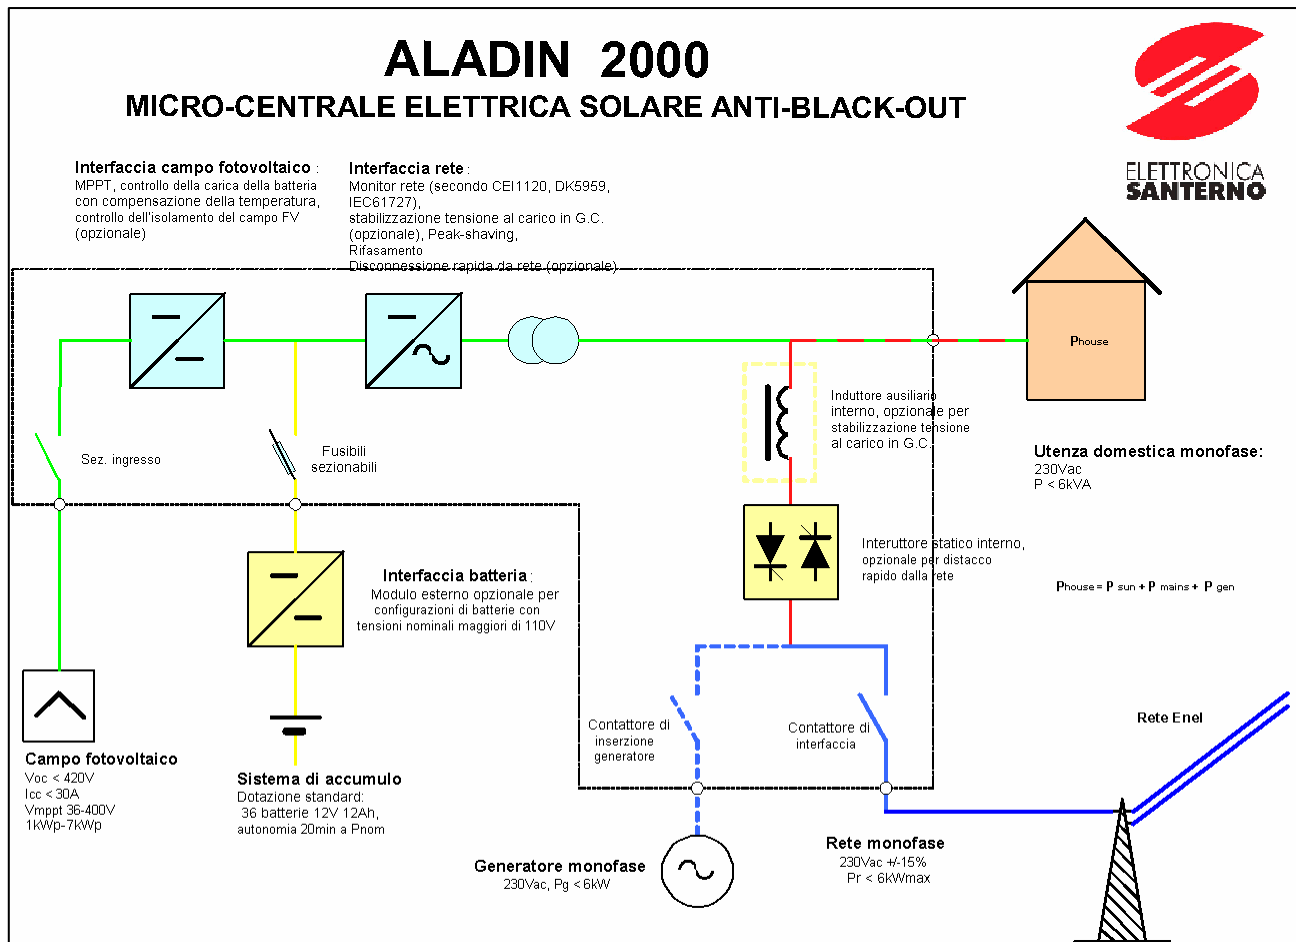 ALADIN 2000
MICRO-CENTRALE ELETTRICA SOLARE ANTI-BLACK-OUT
ELETTRONICA
SANTERNO
Interfaccia campo fotovoltaico :
MPPT, controllo della carica della batteria
con compensazione della temperatura,
controllo dell'isolamento del campo FV
(opzionale)
Interfaccia rete :
Monitor rete (secondo CEI1120, DK5959,
IEC61727),
stabilizzazione tensione al carico in G.C.
(opzionale), Peak-shaving,
Rifasamento
Disconnessione rapida da rete (opzionale)
Phouse
Induttore ausiliario
interno, opzionale per
stabilizzazione tensione
al carico in G.C.
Sez. ingresso
Fusibili
sezionabili
Utenza domestica monofase:
230Vac
P < 6kVA
Interuttore statico interno,
opzionale per distacco
rapido dalla rete
Interfaccia batteria :
Modulo esterno opzionale per
configurazioni di batterie con
tensioni nominali maggiori di 110V
Phouse = P sun + P mains + P gen
Contattore di
inserzione
generatore
Contattore di
interfaccia
Rete Enel
Campo fotovoltaico
Voc < 420V
Icc < 30A
Vmppt 36-400V
1kWp-7kWp
Sistema di accumulo
Dotazione standard:
36 batterie 12V 12Ah,
autonomia 20min a Pnom
Generatore monofase
230Vac, Pg < 6kW
Rete monofase
230Vac +/-15%
Pr < 6kWmax